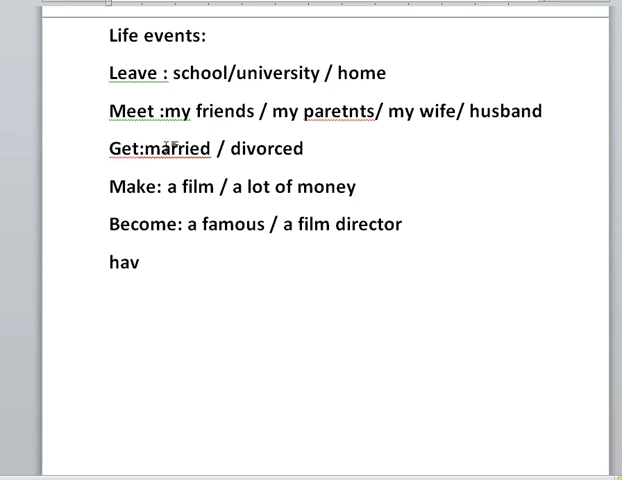 Life events:
Leave : school/university / home
Meet :my friends / my paretnts/ my wife/ husband
Get:married / divorced
Make: a film / a lot of money
Become: a famous / a film director
hav